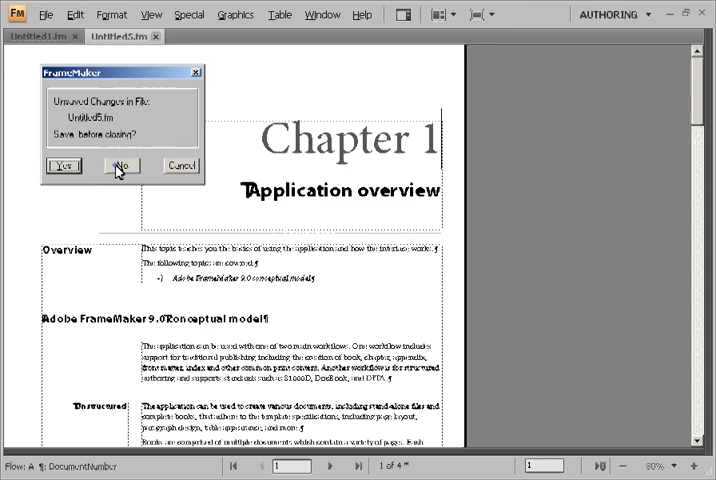 Fm File Edit Format View Special Graphics Table Window Help AUTHORING
Untitled1.fm Untitled5.fm
FrameMaker
Unsaved Changes in File:
Untitled5.fm
Save before closing?
Yes No Cancel
Chapter 1
Application overview
Overview
This topic teaches you the basics of using the application and how the interface works.¶
The following topics are covered:¶
•) Adobe FrameMaker 9.0 conceptual model¶
Adobe FrameMaker 9.0 conceptual model¶
The application can be used with one of two main workflows. One workflow includes
support for traditional publishing including the creation of book, chapter, appendix,
front matter, index and other common print content. Another workflow is for structured
authoring and supports standards such as S1000D, DocBook, and DITA.¶
Unstructured
The application can be used to create various documents, including stand-alone files and
complete books, that adhere to the template specifications, including page layout,
paragraph design, table appearance, and more.¶
Books are comprised of multiple documents which contain a variety of pages. Each
Flow: A ¶: DocumentNumber 1 1 of 4 * 1 80%